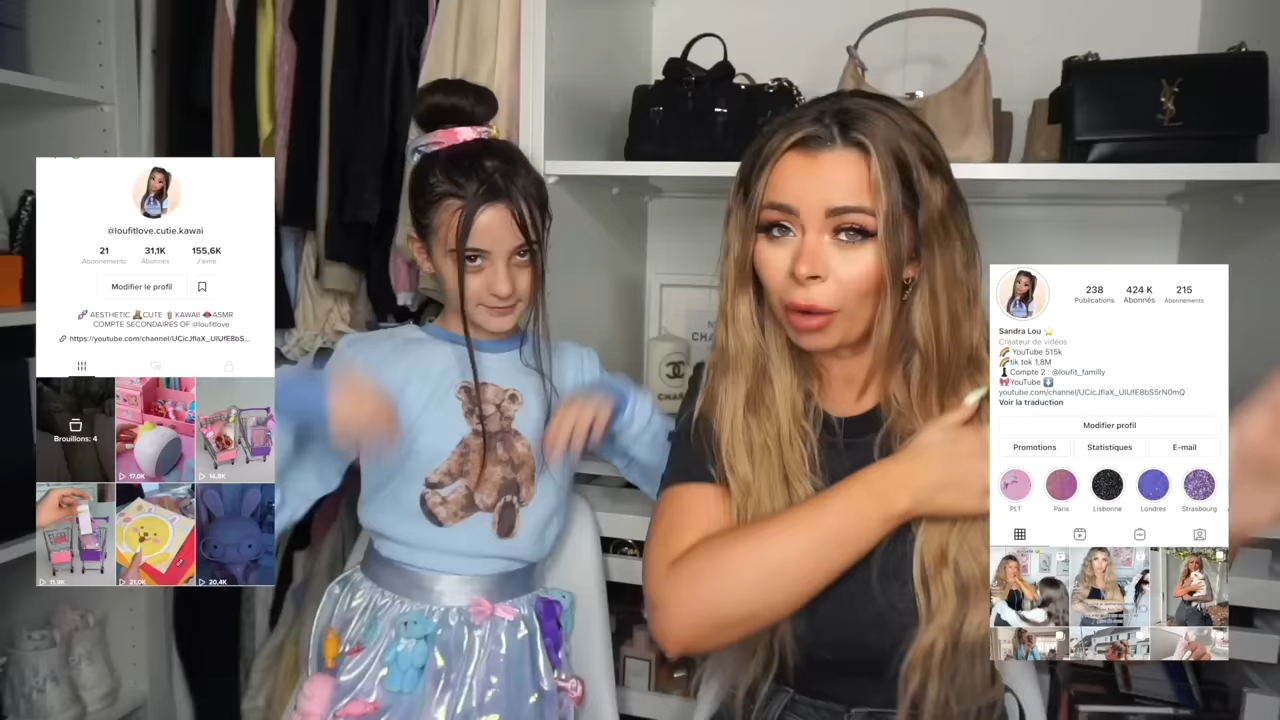 @loufitlove.cutie.kawai
21 31,1K 155,6K
Abonnements Abonnés J'aime
Modifier le profil
AESTHETIC CUTE KAWAII ASMR
COMPTE SECONDAIRES OF @loufitlove
https://youtube.com/channel/UCicJflaX_UIUfE8bS...
Brouillons: 4
17,0K
14,8K
11,9K
21,0K
20,4K
CHA
CHANEL
YSL
238 424 K 215
Publications Abonnés Abonnements
Sandra Lou
Créateur de vidéos
YouTube 515k
tik tok 1,8M
Compte 2 : @loufit_familly
YouTube
youtube.com/channel/UCicJflaX_UIUfE8bS5rN0mQ
Voir la traduction
Modifier profil
Promotions Statistiques E-mail
PLT Paris Lisbonne Londres Strasbourg